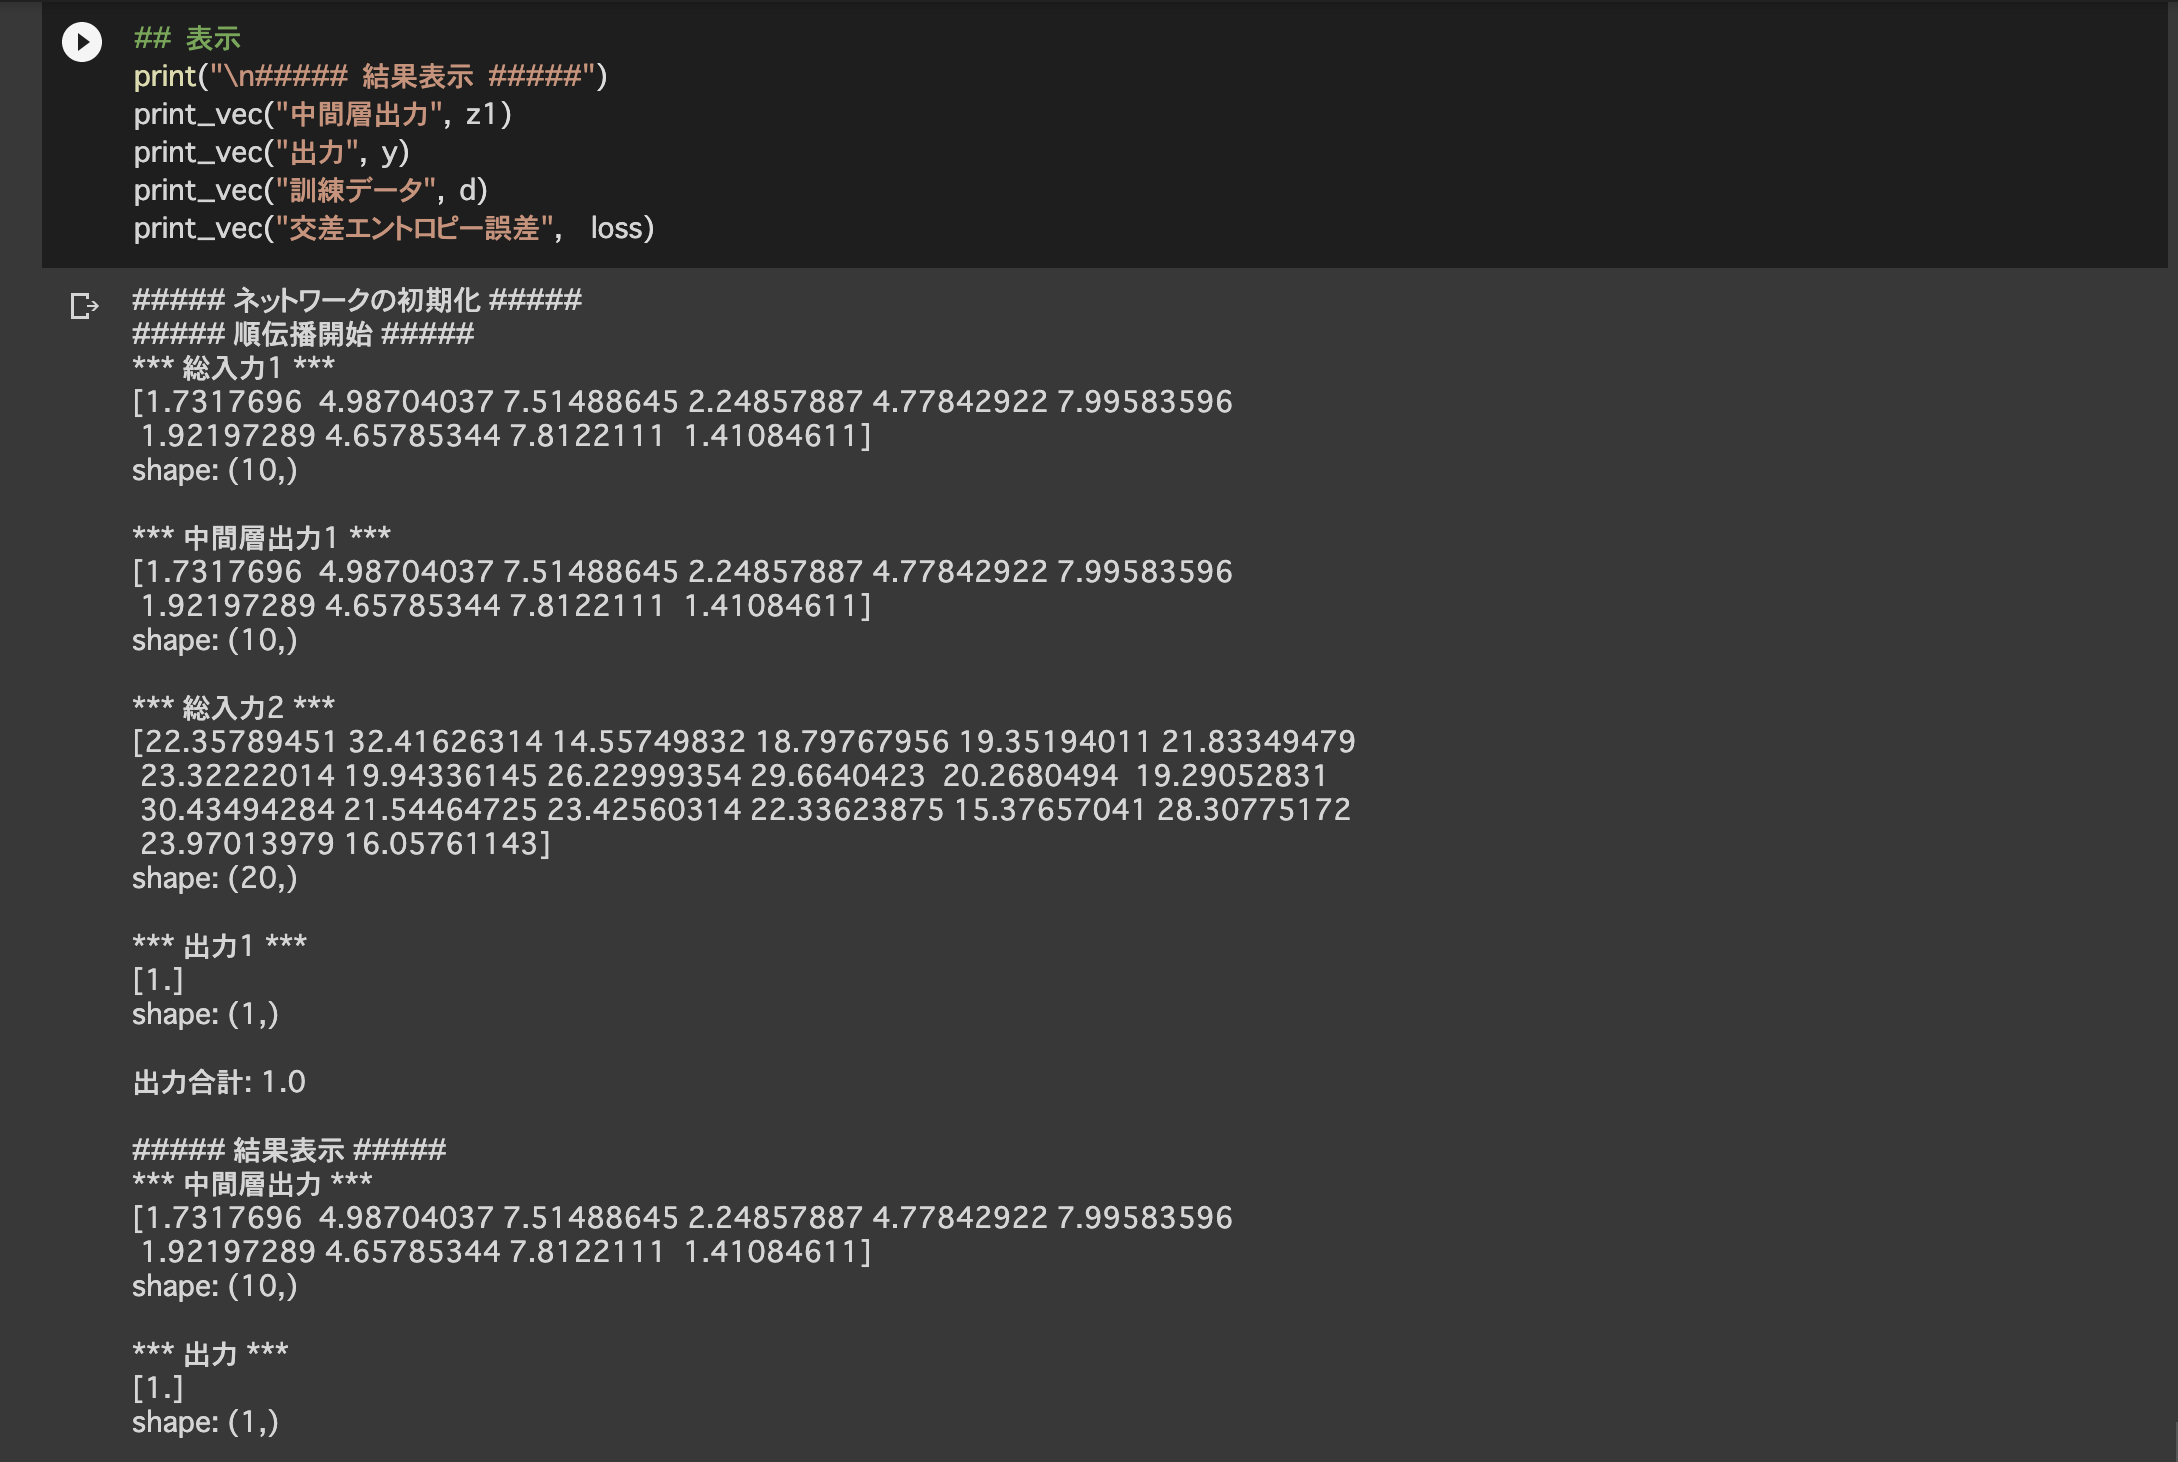 ## 表示
print("\n##### 結果表示 #####")
print_vec("中間層出力", z1)
print_vec("出力", y)
print_vec("訓練データ", d)
print_vec("交差エントロピー誤差",  loss)
##### ネットワークの初期化 #####
##### 順伝播開始 #####
*** 総入力1 ***
[1.7317696  4.98704037 7.51488645 2.24857887 4.77842922 7.99583596
 1.92197289 4.65785344 7.8122111  1.41084611]
shape: (10,)
*** 中間層出力1 ***
[1.7317696  4.98704037 7.51488645 2.24857887 4.77842922 7.99583596
 1.92197289 4.65785344 7.8122111  1.41084611]
shape: (10,)
*** 総入力2 ***
[22.35789451 32.41626314 14.55749832 18.79767956 19.35194011 21.83349479
 23.32222014 19.94336145 26.22999354 29.6640423  20.2680494  19.29052831
 30.43494284 21.54464725 23.42560314 22.33623875 15.37657041 28.30775172
 23.97013979 16.05761143]
shape: (20,)
*** 出力1 ***
[1.]
shape: (1,)
出力合計: 1.0
##### 結果表示 #####
*** 中間層出力 ***
[1.7317696  4.98704037 7.51488645 2.24857887 4.77842922 7.99583596
 1.92197289 4.65785344 7.8122111  1.41084611]
shape: (10,)
*** 出力 ***
[1.]
shape: (1,)